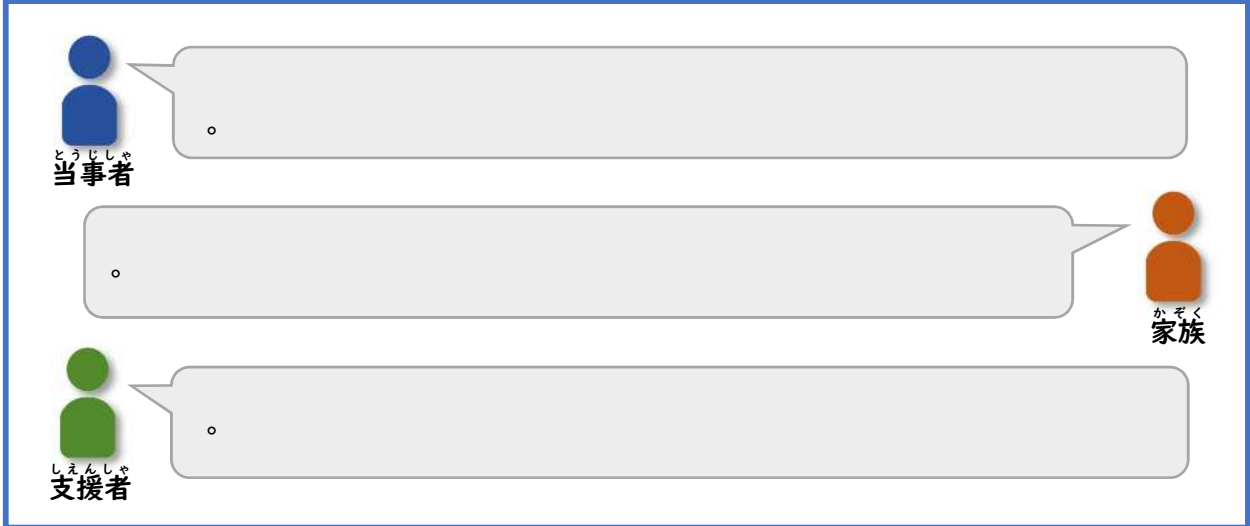 。
とうじしゃ
当事者
。
かぞく
家族
。
しえんしゃ
支援者